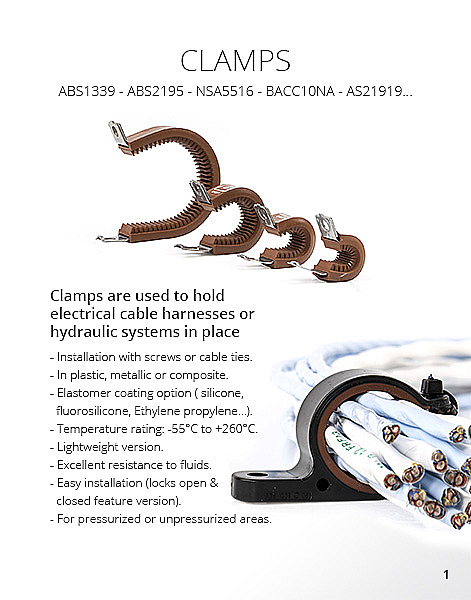 CLAMPS
ABS1339 - ABS2195 - NSA5516 - BACC10NA - AS21919...
Clamps are used to hold
electrical cable harnesses or
hydraulic systems in place
- Installation with screws or cable ties.
- In plastic, metallic or composite.
- Elastomer coating option ( silicone,
fluorosilicone, Ethylene propylene...).
- Temperature rating: -55°C to +260°C.
- Lightweight version.
- Excellent resistance to fluids.
- Easy installation (locks open &
closed feature version).
- For pressurized or unpressurized areas.
1